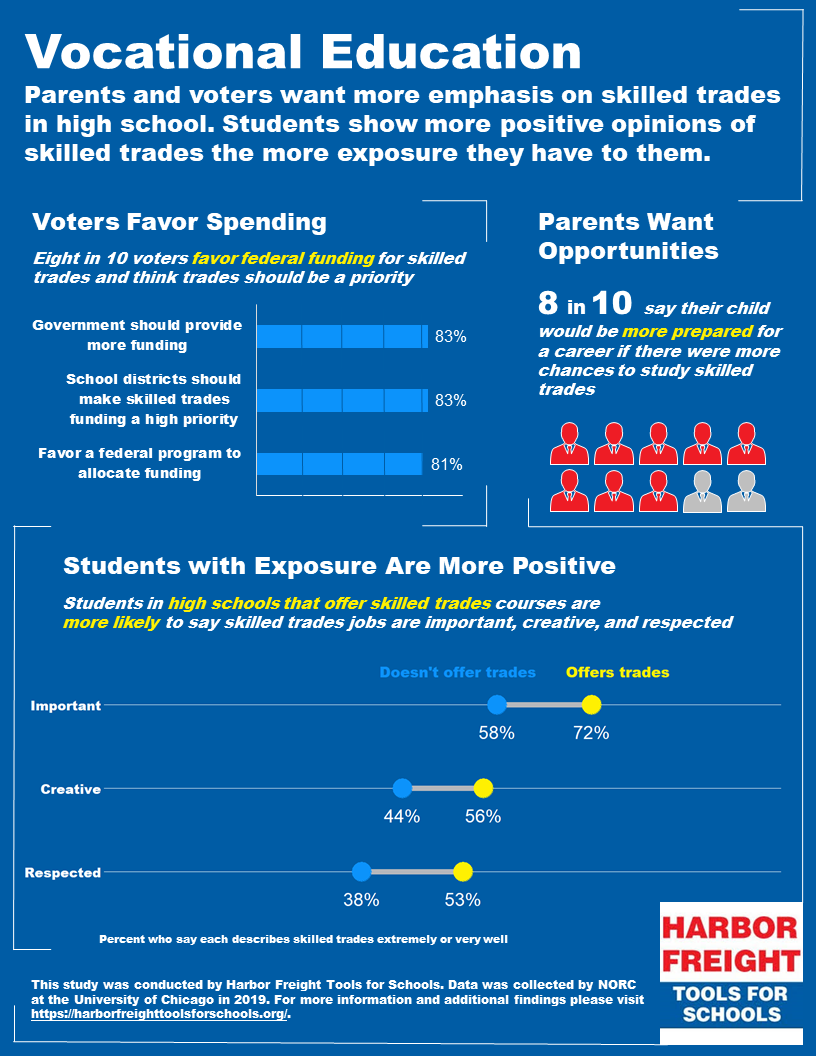 Vocational Education
Parents and voters want more emphasis on skilled trades
in high school. Students show more positive opinions of
skilled trades the more exposure they have to them.
Voters Favor Spending
Eight in 10 voters favor federal funding for skilled
trades and think trades should be a priority
Government should provide
more funding
83%
School districts should
make skilled trades
funding a high priority
83%
Favor a federal program to
allocate funding
81%
Parents Want
Opportunities
8 in 10 say their child
would be more prepared for
a career if there were more
chances to study skilled
trades
Students with Exposure Are More Positive
Students in high schools that offer skilled trades courses are
more likely to say skilled trades jobs are important, creative, and respected
Doesn't offer trades Offers trades
Important
58% 72%
Creative
44% 56%
Respected
38% 53%
Percent who say each describes skilled trades extremely or very well
This study was conducted by Harbor Freight Tools for Schools. Data was collected by NORC
at the University of Chicago in 2019. For more information and additional findings please visit
https://harborfreighttoolsforschools.org/.
HARBOR
FREIGHT
TOOLS FOR
SCHOOLS